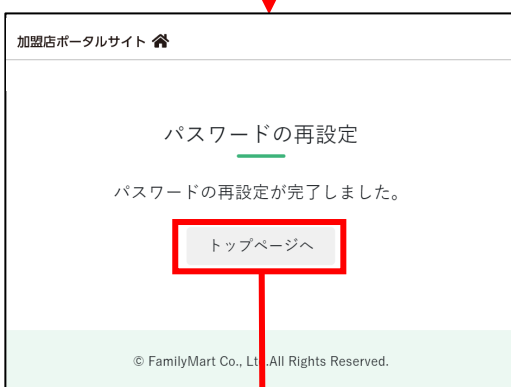 加盟店ポータルサイト
パスワードの再設定
パスワードの再設定が完了しました。
トップページへ
© FamilyMart Co., Lt .All Rights Reserved.